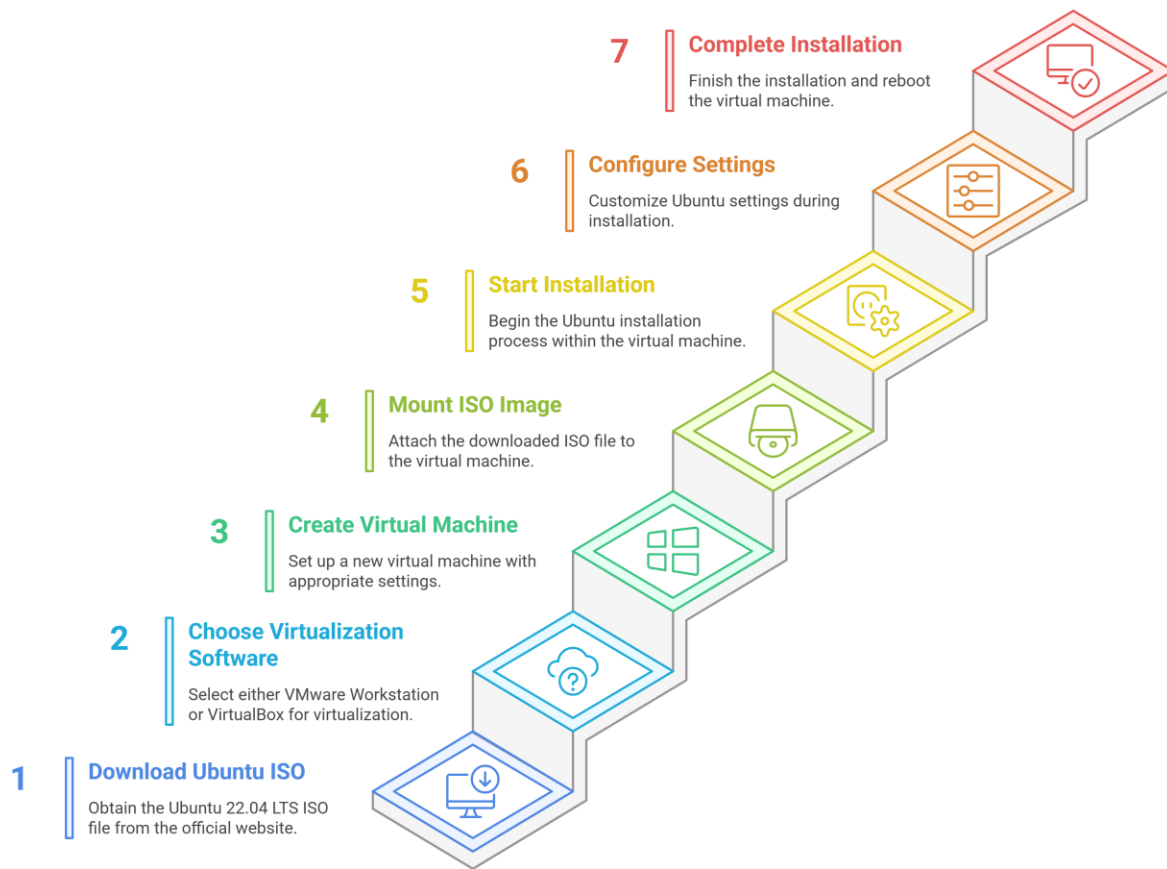 7
Complete Installation
Finish the installation and reboot
the virtual machine.
6
Configure Settings
Customize Ubuntu settings during
installation.
5
Start Installation
Begin the Ubuntu installation
process within the virtual machine.
4
Mount ISO Image
Attach the downloaded ISO file to
the virtual machine.
3
Create Virtual Machine
Set up a new virtual machine with
appropriate settings.
2
Choose Virtualization
Software
Select either VMware Workstation
or VirtualBox for virtualization.
1
Download Ubuntu ISO
Obtain the Ubuntu 22.04 LTS ISO
file from the official website.
?